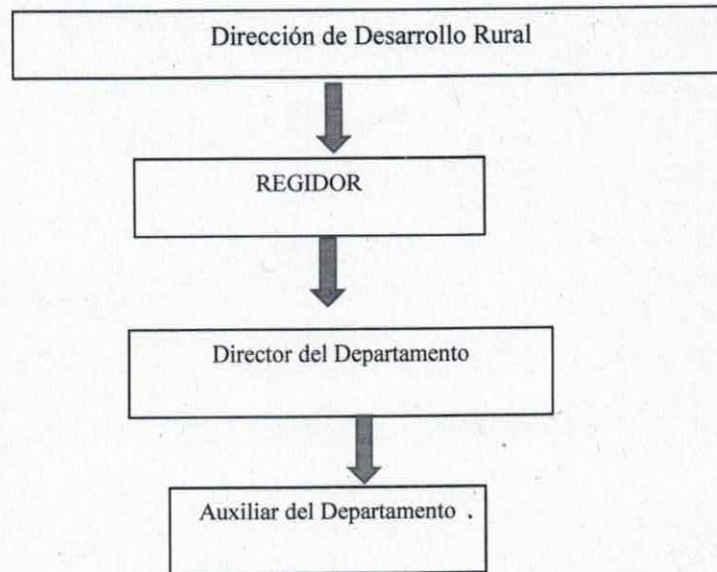 Dirección de Desarrollo Rural
REGIDOR
Director del Departamento
Auxiliar del Departamento .